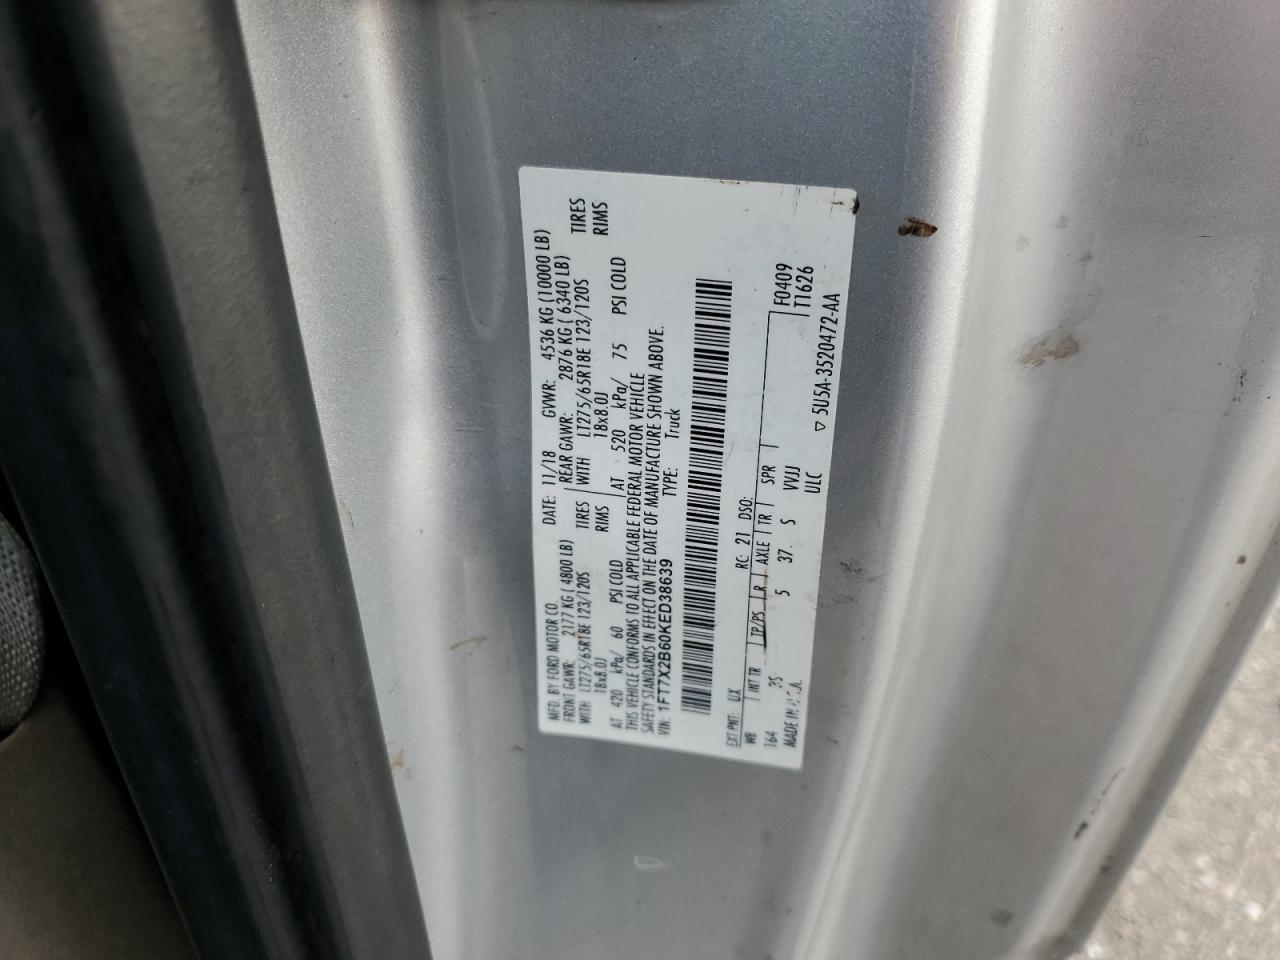 MFD. BY FORD MOTOR CO.
DATE: 11/18 GVWR: 4536 KG (10000 LB)
FRONT GAWR: 2177 KG ( 4800 LB) REAR GAWR: 2876 KG ( 6340 LB)
WITH LT275/65R18E 123/120S TIRES WITH LT275/65R18E 123/120S TIRES
18x8.0J RIMS 18x8.0J RIMS
AT 420 kPa/ 60 PSI COLD AT 520 kPa/ 75 PSI COLD
THIS VEHICLE CONFORMS TO ALL APPLICABLE FEDERAL MOTOR VEHICLE
SAFETY STANDARDS IN EFFECT ON THE DATE OF MANUFACTURE SHOWN ABOVE.
VIN: 1FT7X2B60KED38639 TYPE: Truck
EXT PNT: UX RC: 21 DSO:
WB INT TR TP/PS R AXLE TR SPR F0409
164 3S 5 37 S VVJJ T1626
MADE IN U.S.A. ULC
▽ 5U5A-3520472-AA